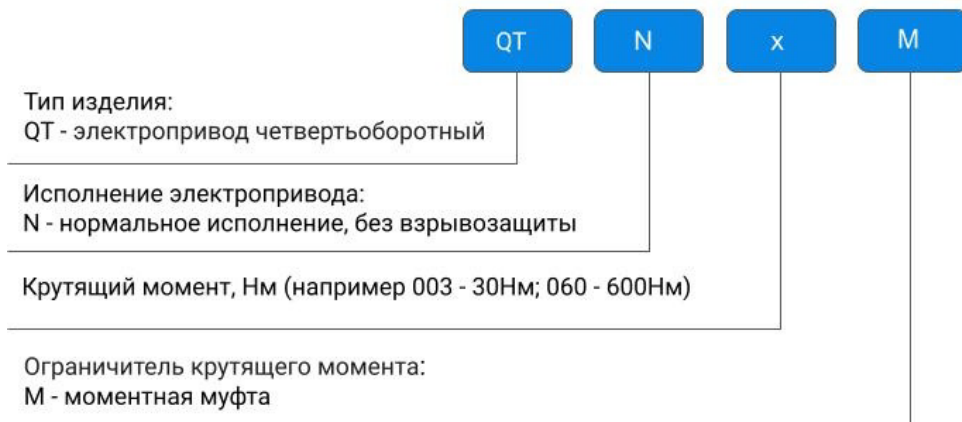 QT N x M
Тип изделия:
QT - электропривод четвертьоборотный
Исполнение электропривода:
N - нормальное исполнение, без взрывозащиты
Крутящий момент, Нм (например 003 - 30Нм; 060 - 600Нм)
Ограничитель крутящего момента:
М - моментная муфта